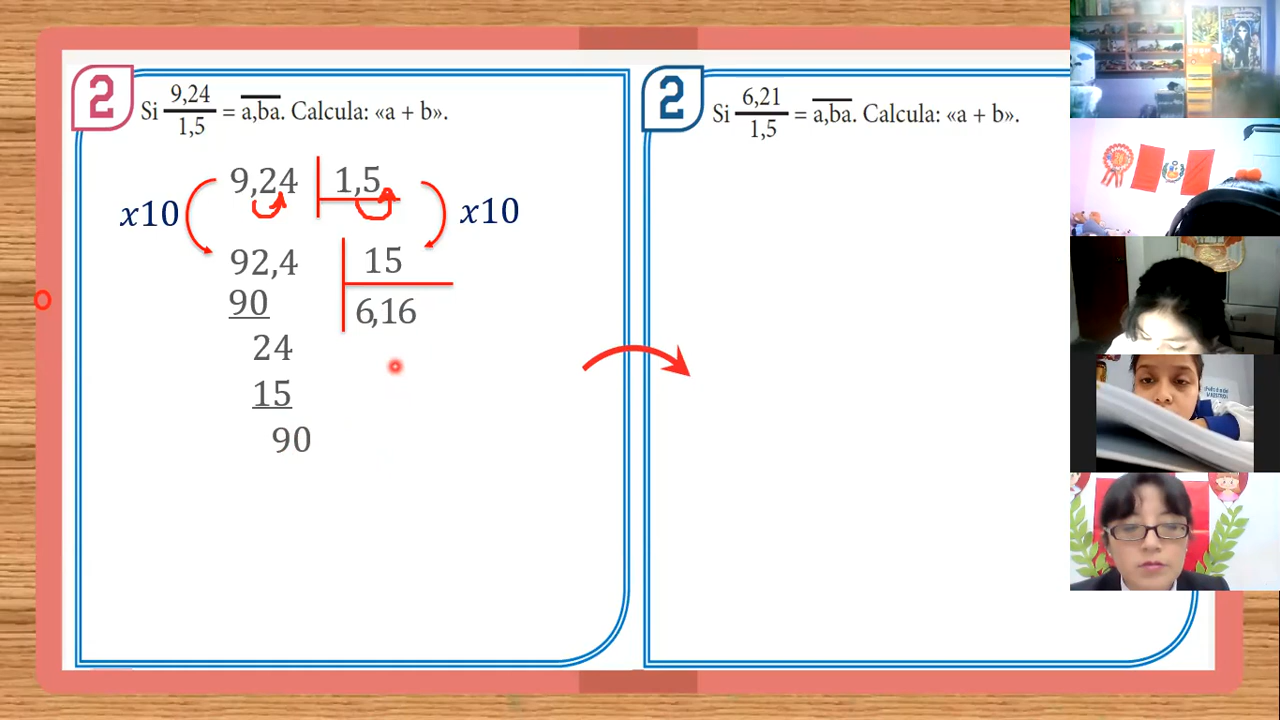 2
Si 9,24/1,5 = a,ba. Calcula: «a + b».
9,24 1,5
x10 x10
92,4 15
90 6,16
24
15
90
2
Si 6,21/1,5 = a,ba. Calcula: «a + b».